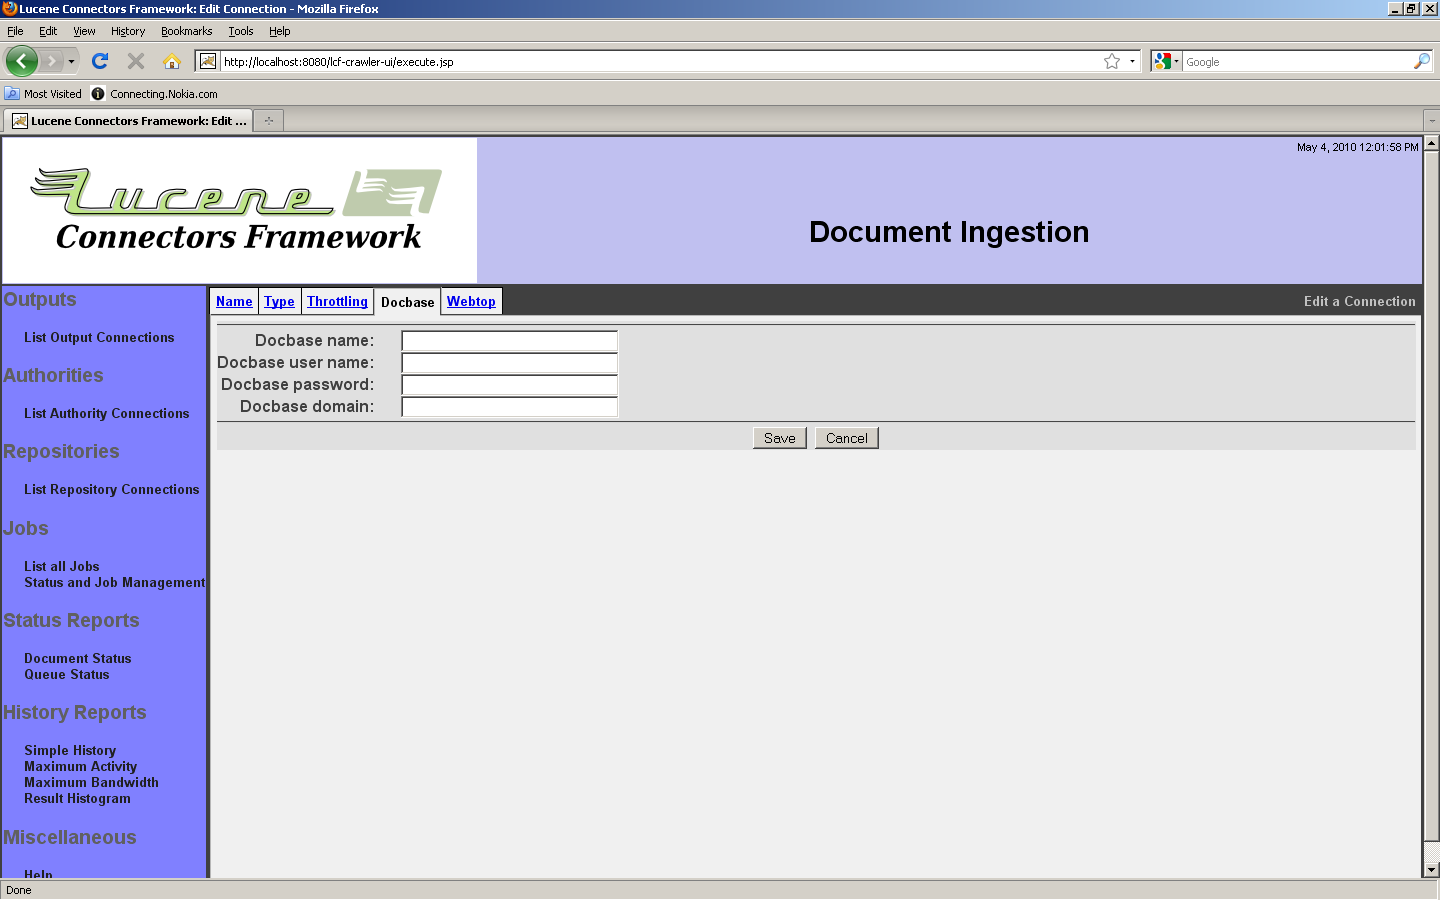 Lucene Connectors Framework: Edit Connection - Mozilla Firefox
File Edit View History Bookmarks Tools Help
http://localhost:8080/lcf-crawler-ui/execute.jsp
Google
Most Visited
Connecting.Nokia.com
Lucene Connectors Framework: Edit ...
May 4, 2010 12:01:58 PM
Lucene
Connectors Framework
Document Ingestion
Name Type Throttling Docbase Webtop
Edit a Connection
Outputs
List Output Connections
Authorities
List Authority Connections
Repositories
List Repository Connections
Jobs
List all Jobs
Status and Job Management
Status Reports
Document Status
Queue Status
History Reports
Simple History
Maximum Activity
Maximum Bandwidth
Result Histogram
Miscellaneous
Help
Docbase name:
Docbase user name:
Docbase password:
Docbase domain:
Save Cancel
Done